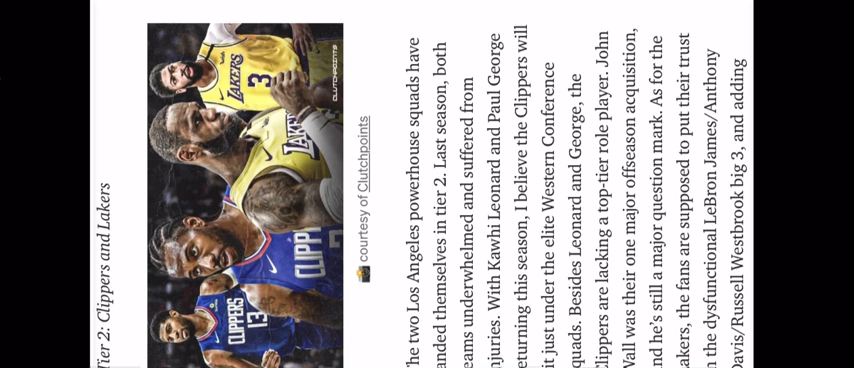 Tier 2: Clippers and Lakers
LAKERS
3
LAKE
CLIPP
CLIPPERS
13
CLUTCHPOINTS
courtesy of Clutchpoints
The two Los Angeles powerhouse squads have
anded themselves in tier 2. Last season, both
eams underwhelmed and suffered from
njuries. With Kawhi Leonard and Paul George
eturning this season, I believe the Clippers will
it just under the elite Western Conference
quads. Besides Leonard and George, the
Clippers are lacking a top-tier role player. John
Wall was their one major offseason acquisition,
and he's still a major question mark. As for the
akers, the fans are supposed to put their trust
n the dysfunctional LeBron James/Anthony
Davis/Russell Westbrook big 3, and adding